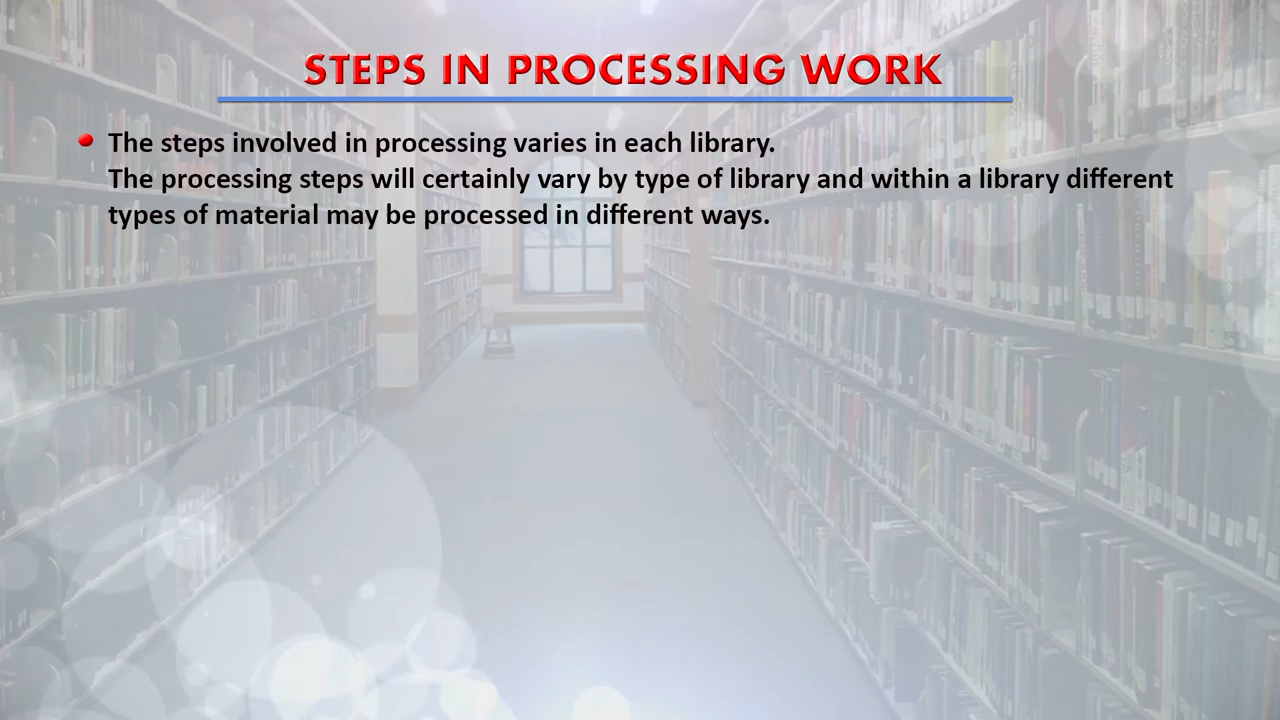 STEPS IN PROCESSING WORK
The steps involved in processing varies in each library.
The processing steps will certainly vary by type of library and within a library different
types of material may be processed in different ways.